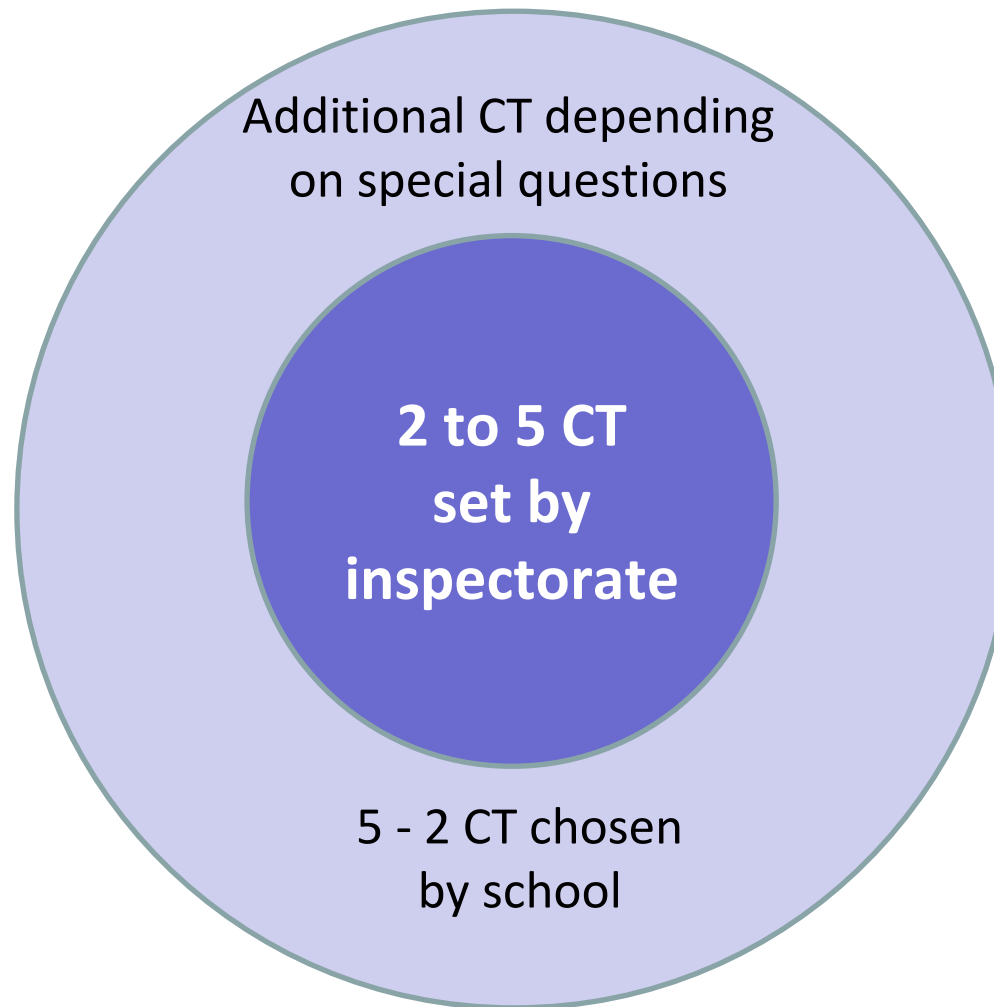 Additional CT depending
on special questions
2 to 5 CT
set by
inspectorate
5 - 2 CT chosen
by school